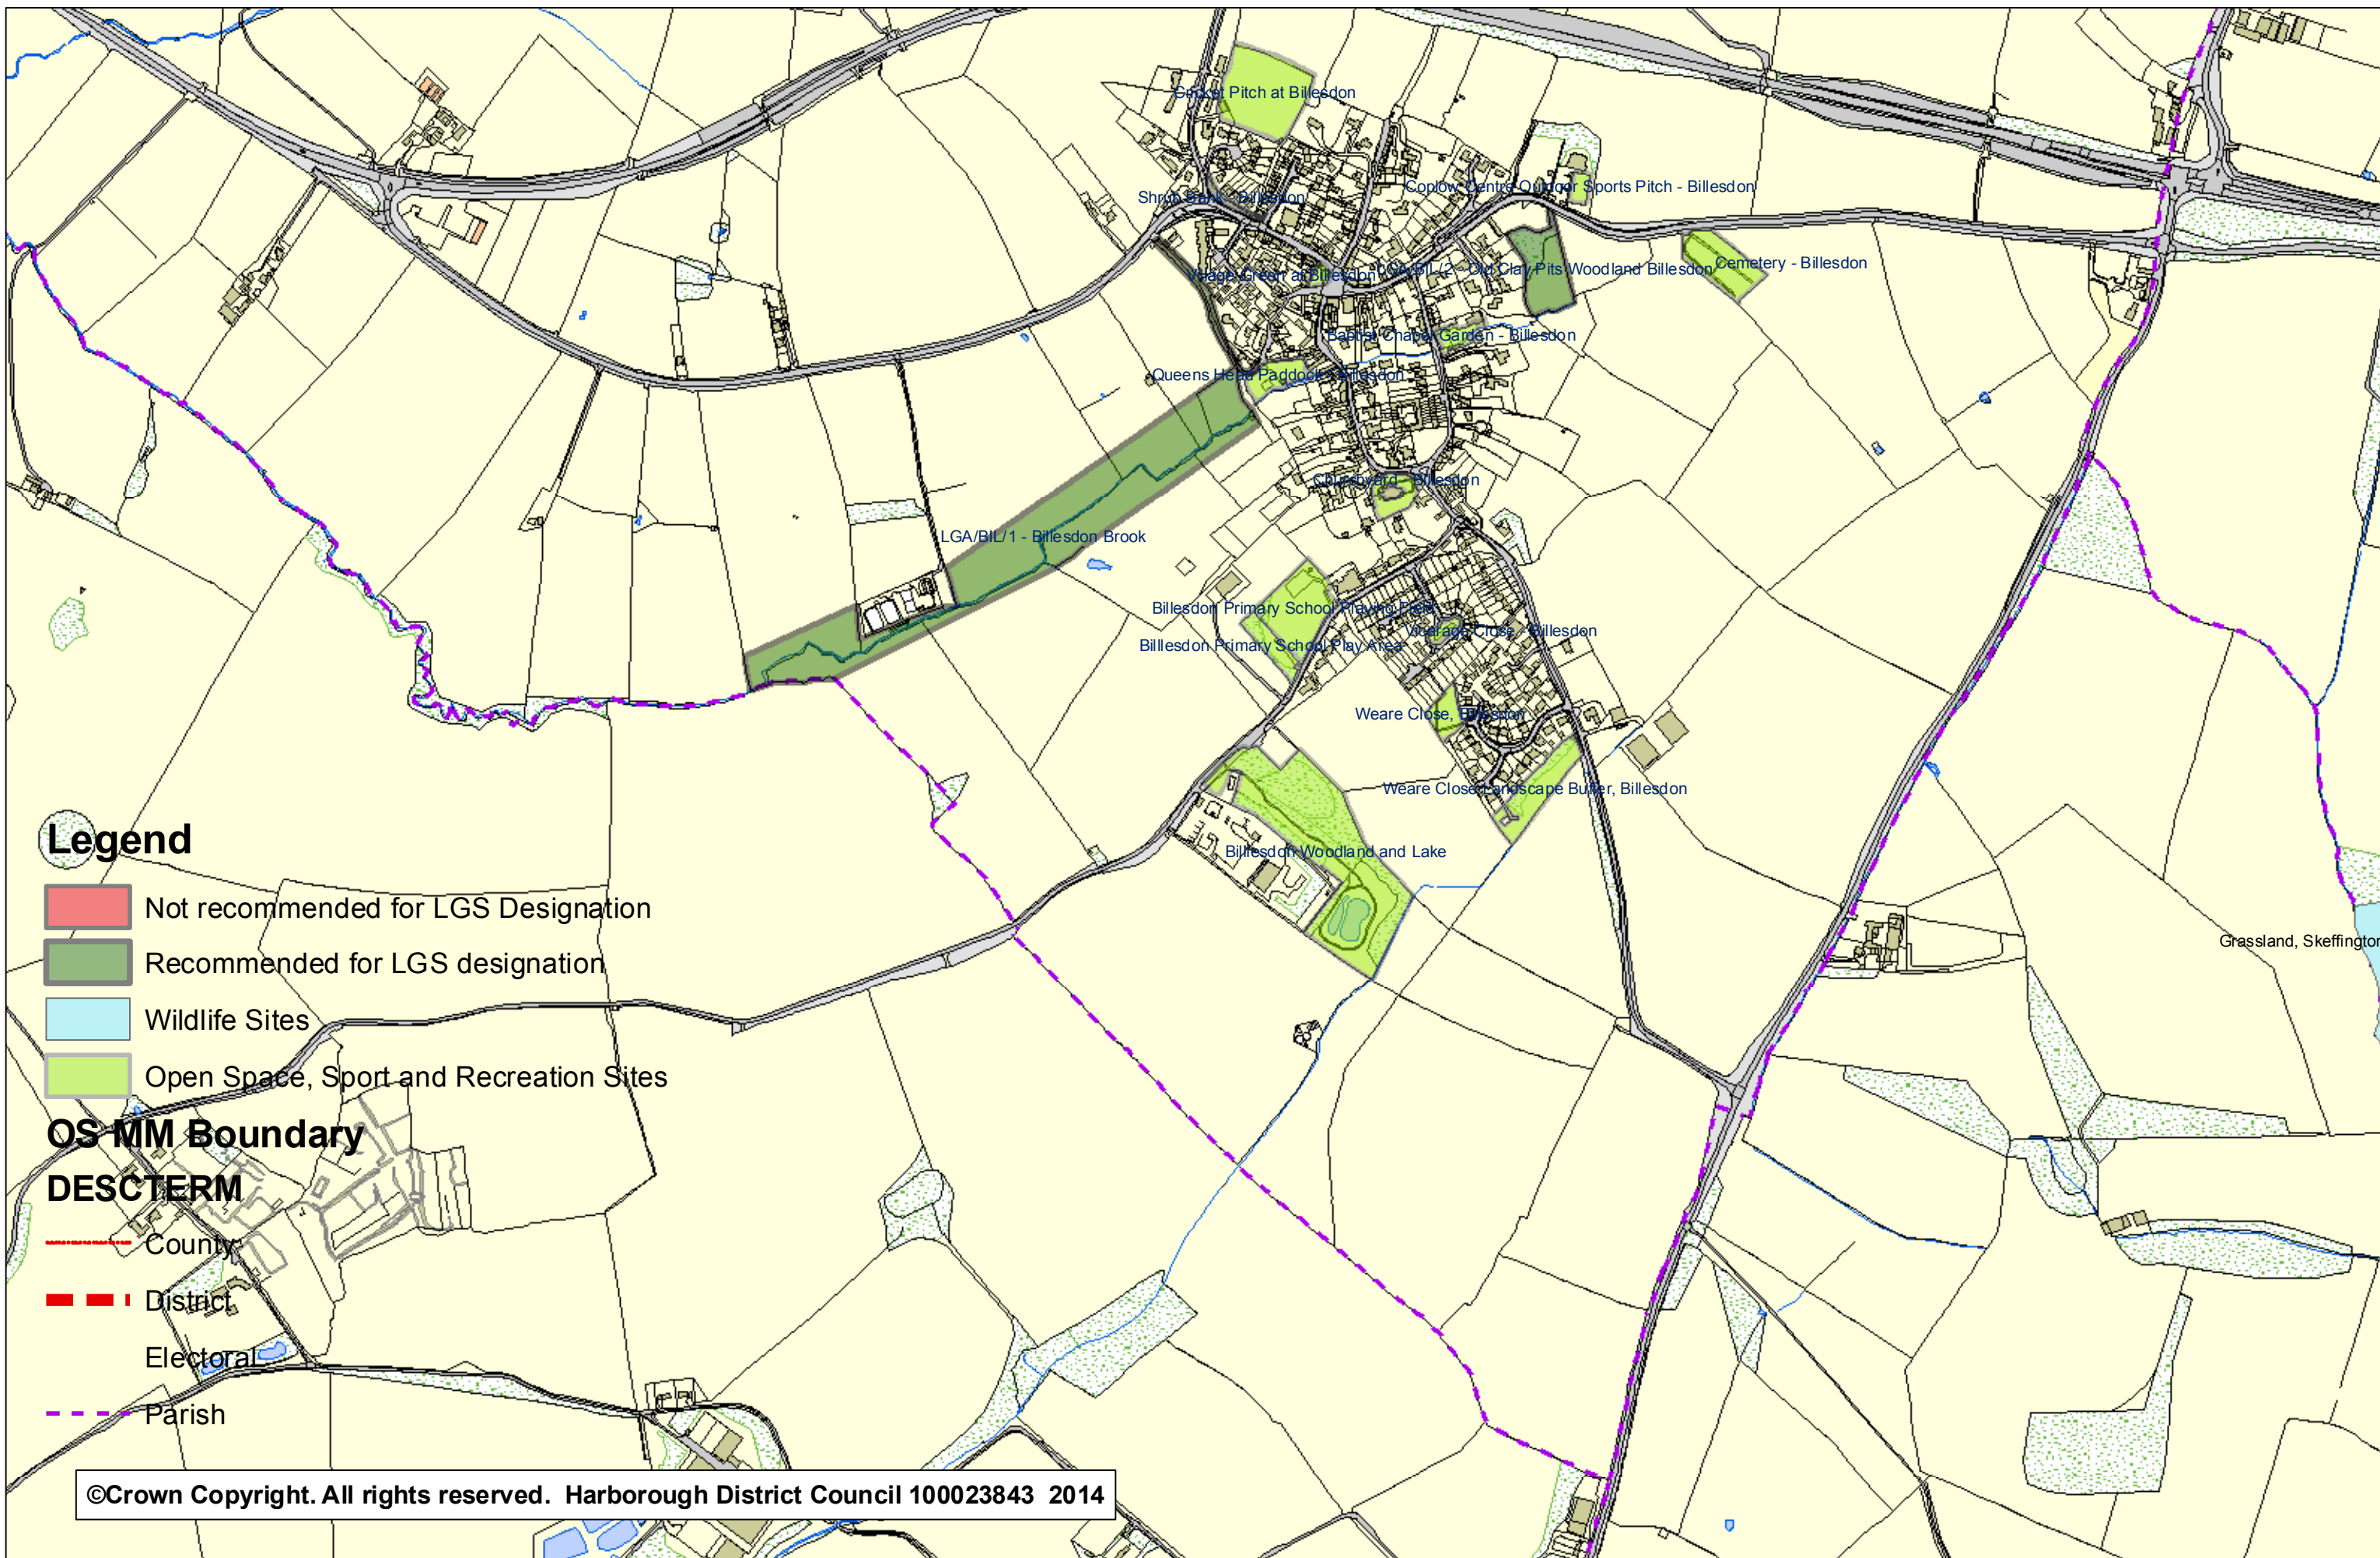 Cricket Pitch at Billesdon
Coplow Centre Outdoor Sports Pitch - Billesdon
Shrub Bank - Billesdon
Village Green at Billesdon
LGA/BIL/2 - Old Clay Pits Woodland Billesdon
Cemetery - Billesdon
Baptist Chapel Garden - Billesdon
Queens Head Paddock - Billesdon
Churchyard - Billesdon
LGA/BIL/1 - Billesdon Brook
Billesdon Primary School Playing Field
Vicarage Close - Billesdon
Billlesdon Primary School Play Area
Weare Close, Billesdon
Weare Close Landscape Buffer, Billesdon
Billlesdon Woodland and Lake
Grassland, Skeffington
Legend
Not recommended for LGS Designation
Recommended for LGS designation
Wildlife Sites
Open Space, Sport and Recreation Sites
OS MM Boundary
DESCTERM
County
District
Electoral
Parish
©Crown Copyright. All rights reserved. Harborough District Council 100023843 2014